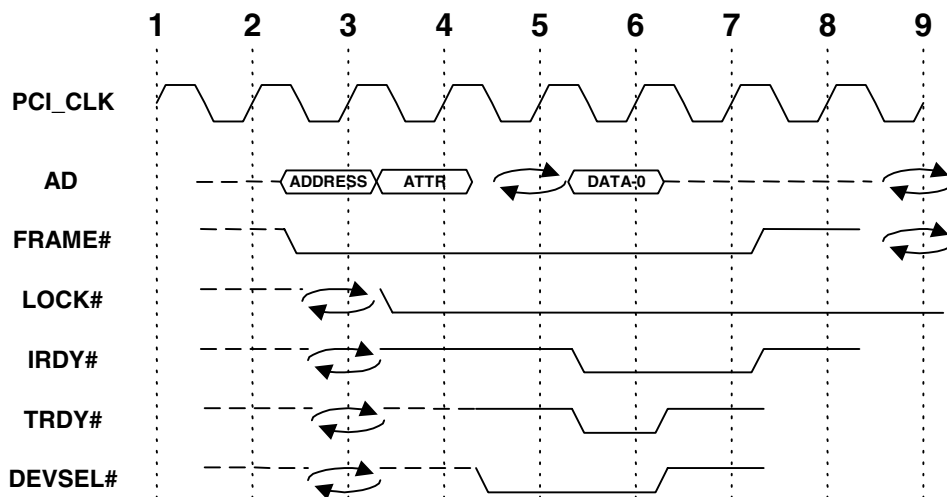 1 2 3 4 5 6 7 8 9
PCI_CLK
AD ADDRESS ATTR DATA-0
FRAME#
LOCK#
IRDY#
TRDY#
DEVSEL#